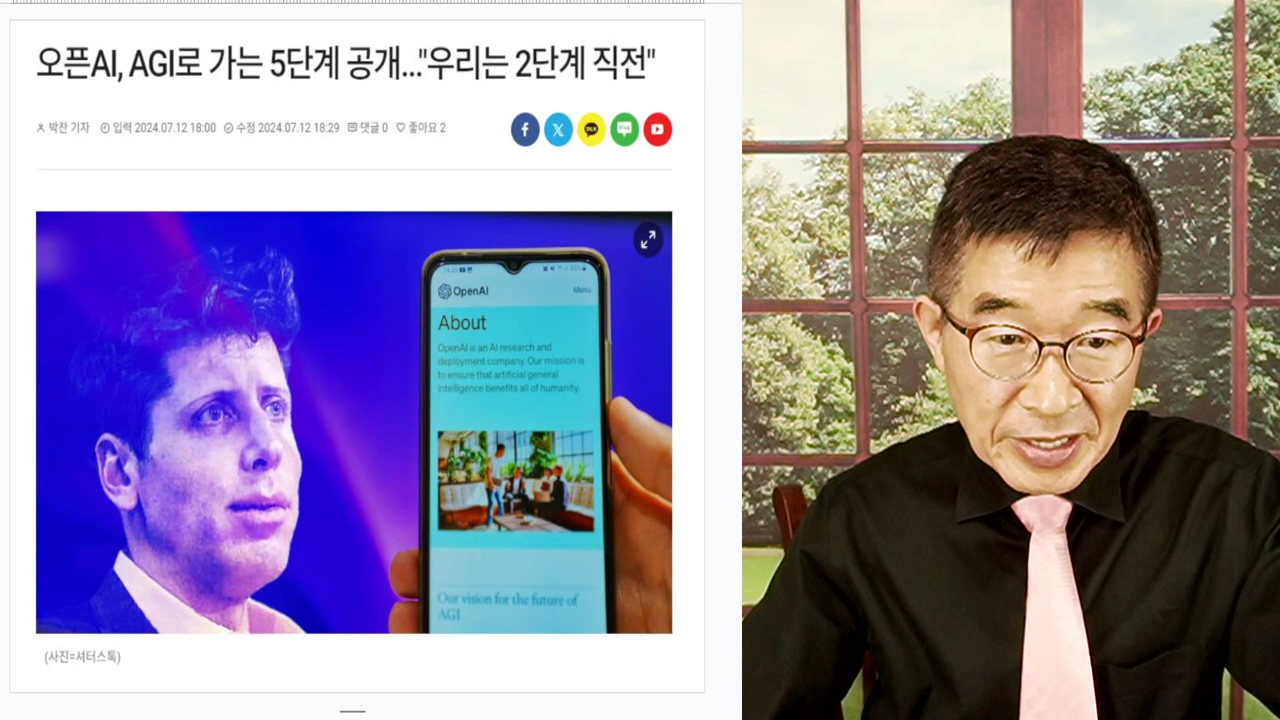 오픈AI, AGI로 가는 5단계 공개..."우리는 2단계 직전"
박찬 기자 입력 2024.07.12 18:00 수정 2024.07.12 18:29 댓글 0 좋아요 2
TALK
OpenAI
Menu
About
OpenAI is an AI research and
deployment company. Our mission is
to ensure that artificial general
intelligence benefits all of humanity.
Our vision for the future of
AGI
(사진=셔터스톡)